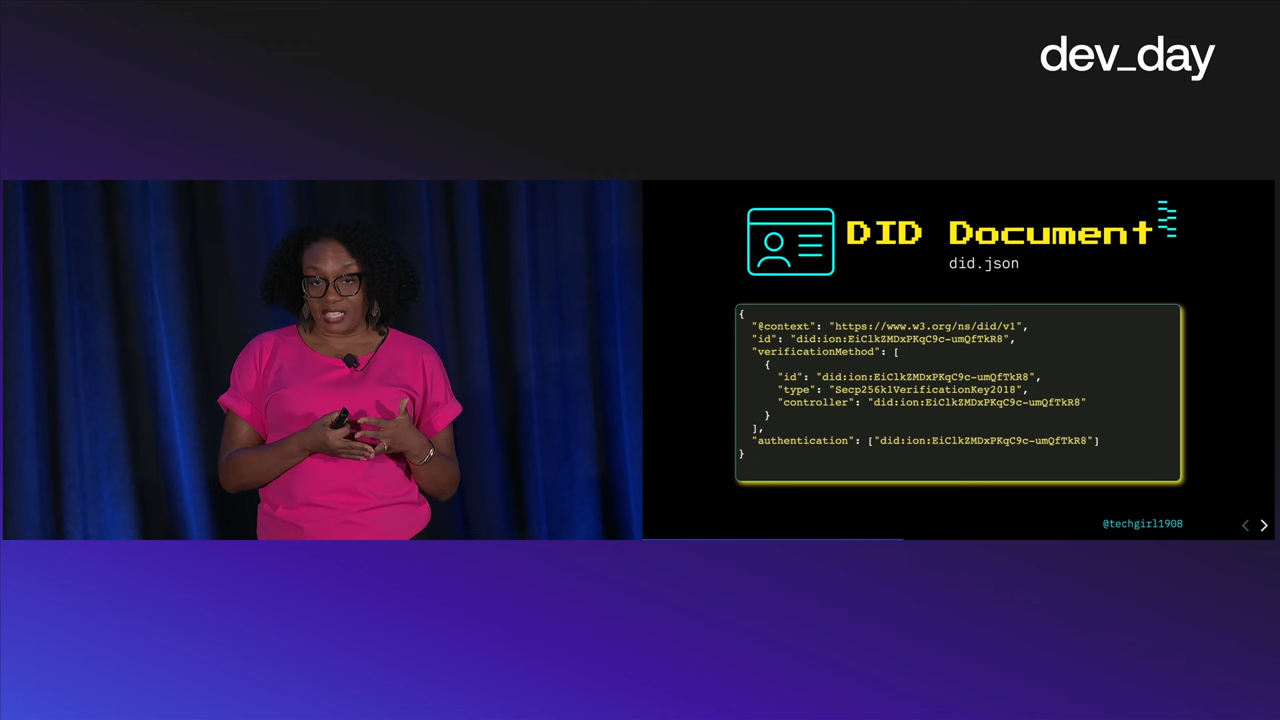 dev_day
DID Document
did.json
{
"@context": "https://www.w3.org/ns/did/v1",
"id": "did:ion:EiClkZMDxPKqC9c-umQfTkR8",
"verificationMethod": [
{
"id": "did:ion:EiClkZMDxPKqC9c-umQfTkR8",
"type": "Secp256k1VerificationKey2018",
"controller": "did:ion:EiClkZMDxPKqC9c-umQfTkR8"
}
],
"authentication": ["did:ion:EiClkZMDxPKqC9c-umQfTkR8"]
}
@techgirl1908